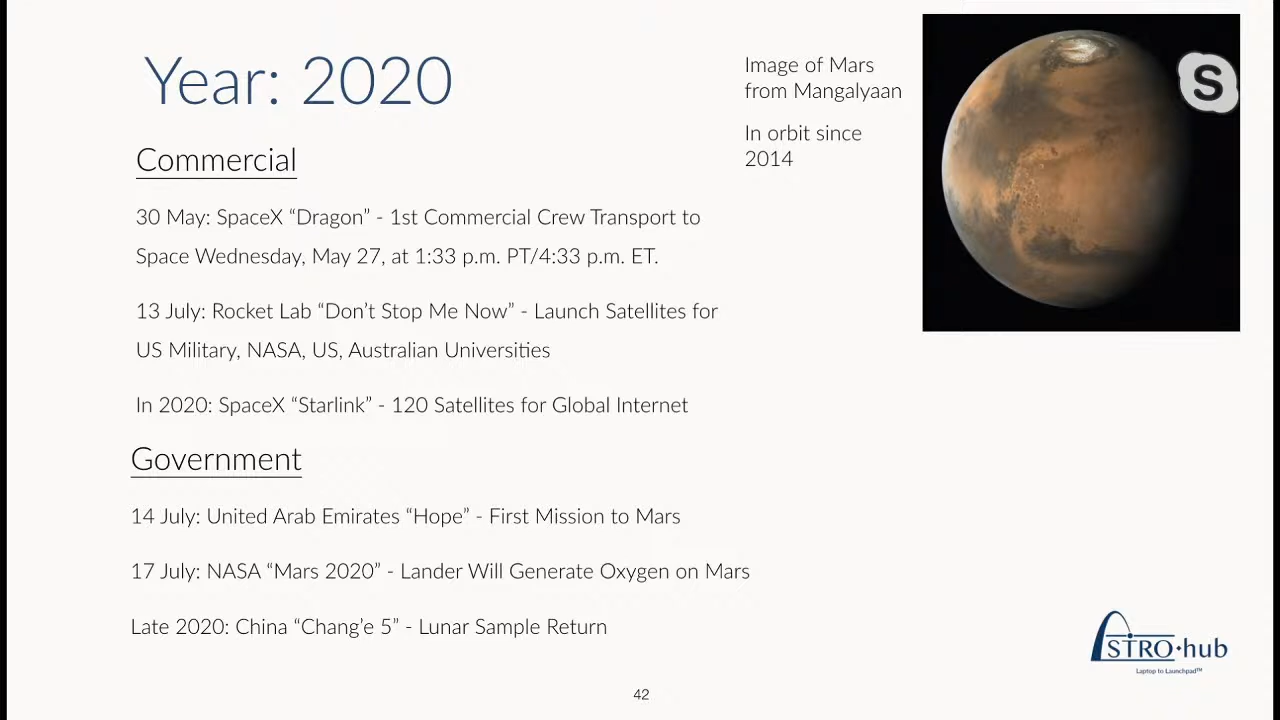 Year: 2020
Image of Mars
from Mangalyaan
In orbit since
2014
S
Commercial
30 May: SpaceX “Dragon” - 1st Commercial Crew Transport to
Space Wednesday, May 27, at 1:33 p.m. PT/4:33 p.m. ET.
13 July: Rocket Lab “Don’t Stop Me Now” - Launch Satellites for
US Military, NASA, US, Australian Universities
In 2020: SpaceX “Starlink” - 120 Satellites for Global Internet
Government
14 July: United Arab Emirates “Hope” - First Mission to Mars
17 July: NASA “Mars 2020” - Lander Will Generate Oxygen on Mars
Late 2020: China “Chang’e 5” - Lunar Sample Return
ASTRO·hub
Laptop to Launchpad™
42